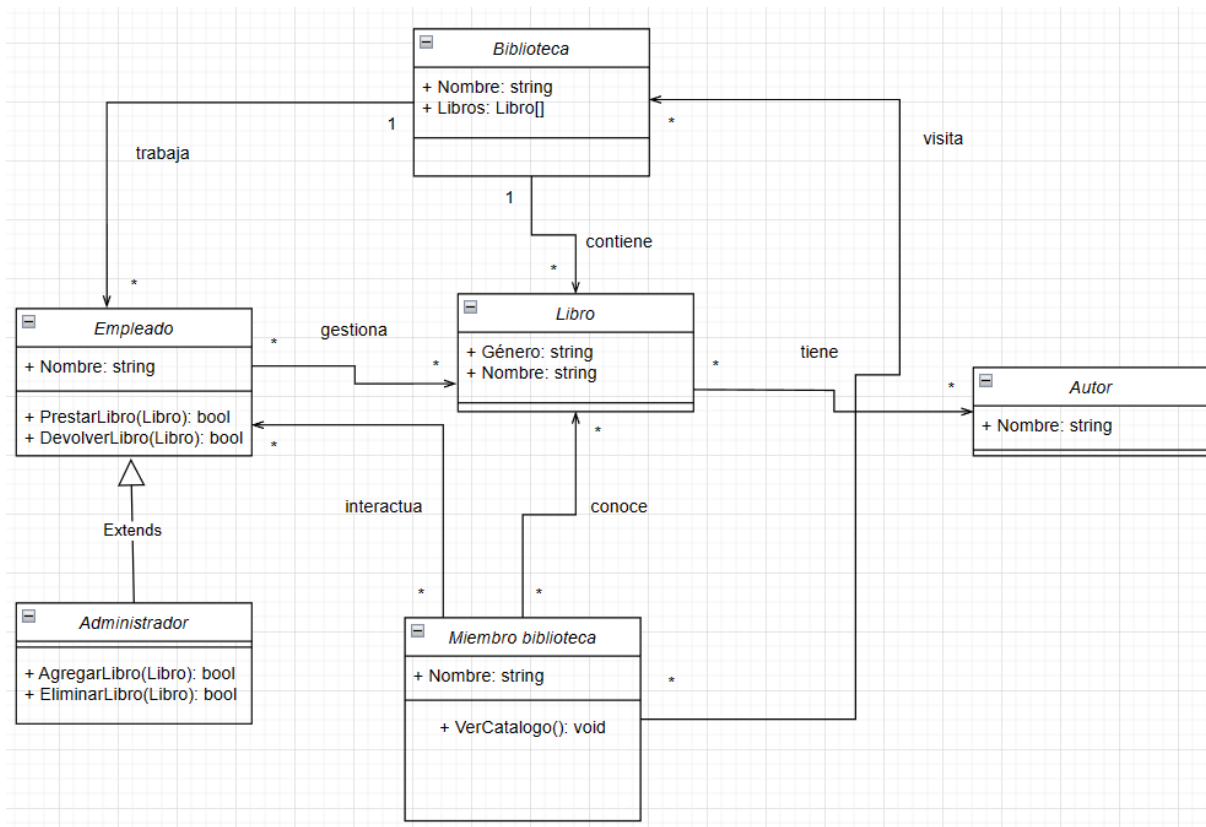 Biblioteca
+ Nombre: string
+ Libros: Libro[]
1
*
visita
trabaja
1
contiene
*
*
Empleado
+ Nombre: string
+ PrestarLibro(Libro): bool
+ DevolverLibro(Libro): bool
*
gestiona
*
Libro
+ Género: string
+ Nombre: string
*
tiene
*
Autor
+ Nombre: string
*
*
Extends
interactua
conoce
*
*
Administrador
+ AgregarLibro(Libro): bool
+ EliminarLibro(Libro): bool
Miembro biblioteca
+ Nombre: string
*
+ VerCatalogo(): void